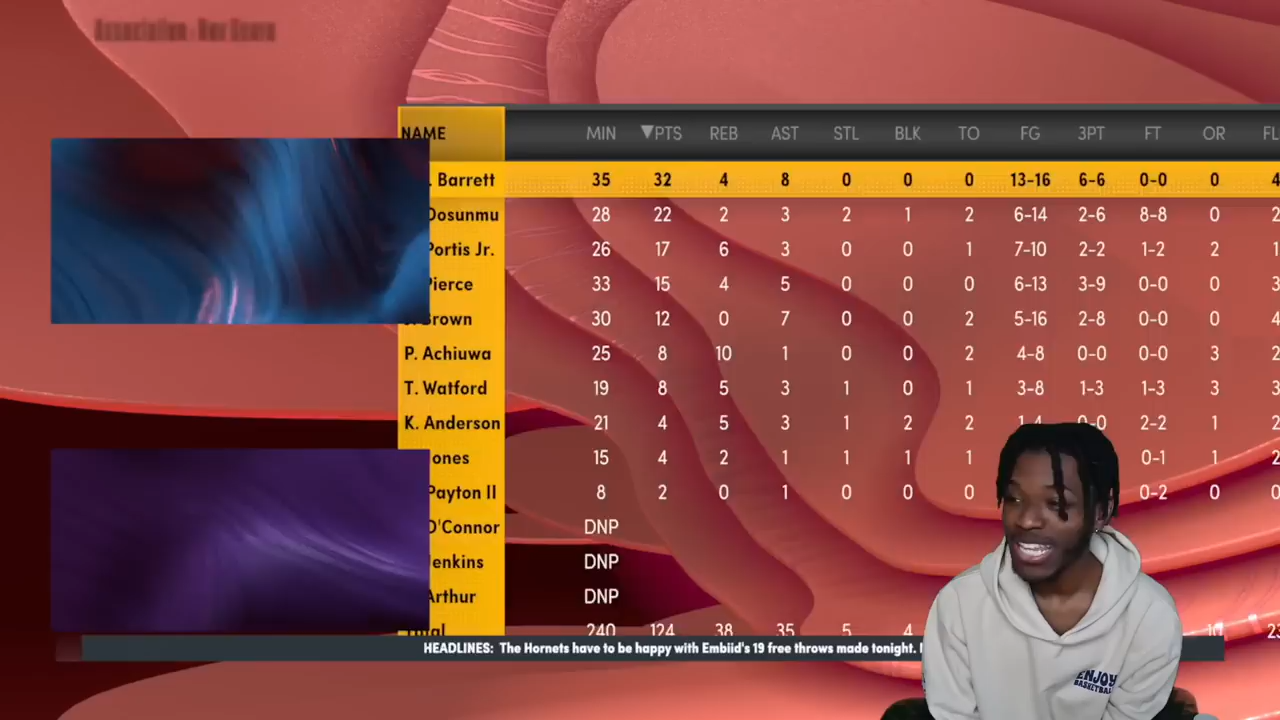 NAME MIN ▼PTS REB AST STL BLK TO FG 3PT FT OR
. Barrett 35 32 4 8 0 0 0 13-16 6-6 0-0 0 4
Dosunmu 28 22 2 3 2 1 2 6-14 2-6 8-8 0 2
Portis Jr. 26 17 6 3 0 0 1 7-10 2-2 1-2 2 1
Pierce 33 15 4 5 0 0 0 6-13 3-9 0-0 0 3
Brown 30 12 0 7 0 0 2 5-16 2-8 0-0 0 4
P. Achiuwa 25 8 10 1 0 0 2 4-8 0-0 0-0 3 2
T. Watford 19 8 5 3 1 0 1 3-8 1-3 1-3 3 3
K. Anderson 21 4 5 3 1 2 2 1-4 0-0 2-2 1 2
ones 15 4 2 1 1 1 1 0-1 1 2
Payton II 8 2 0 1 0 0 0 0-2 0 0
O'Connor DNP
Jenkins DNP
Arthur DNP
Total 240 124 38 35 5 4 10 23
HEADLINES: The Hornets have to be happy with Embiid's 19 free throws made tonight.
ENJOY
BASKETBALL